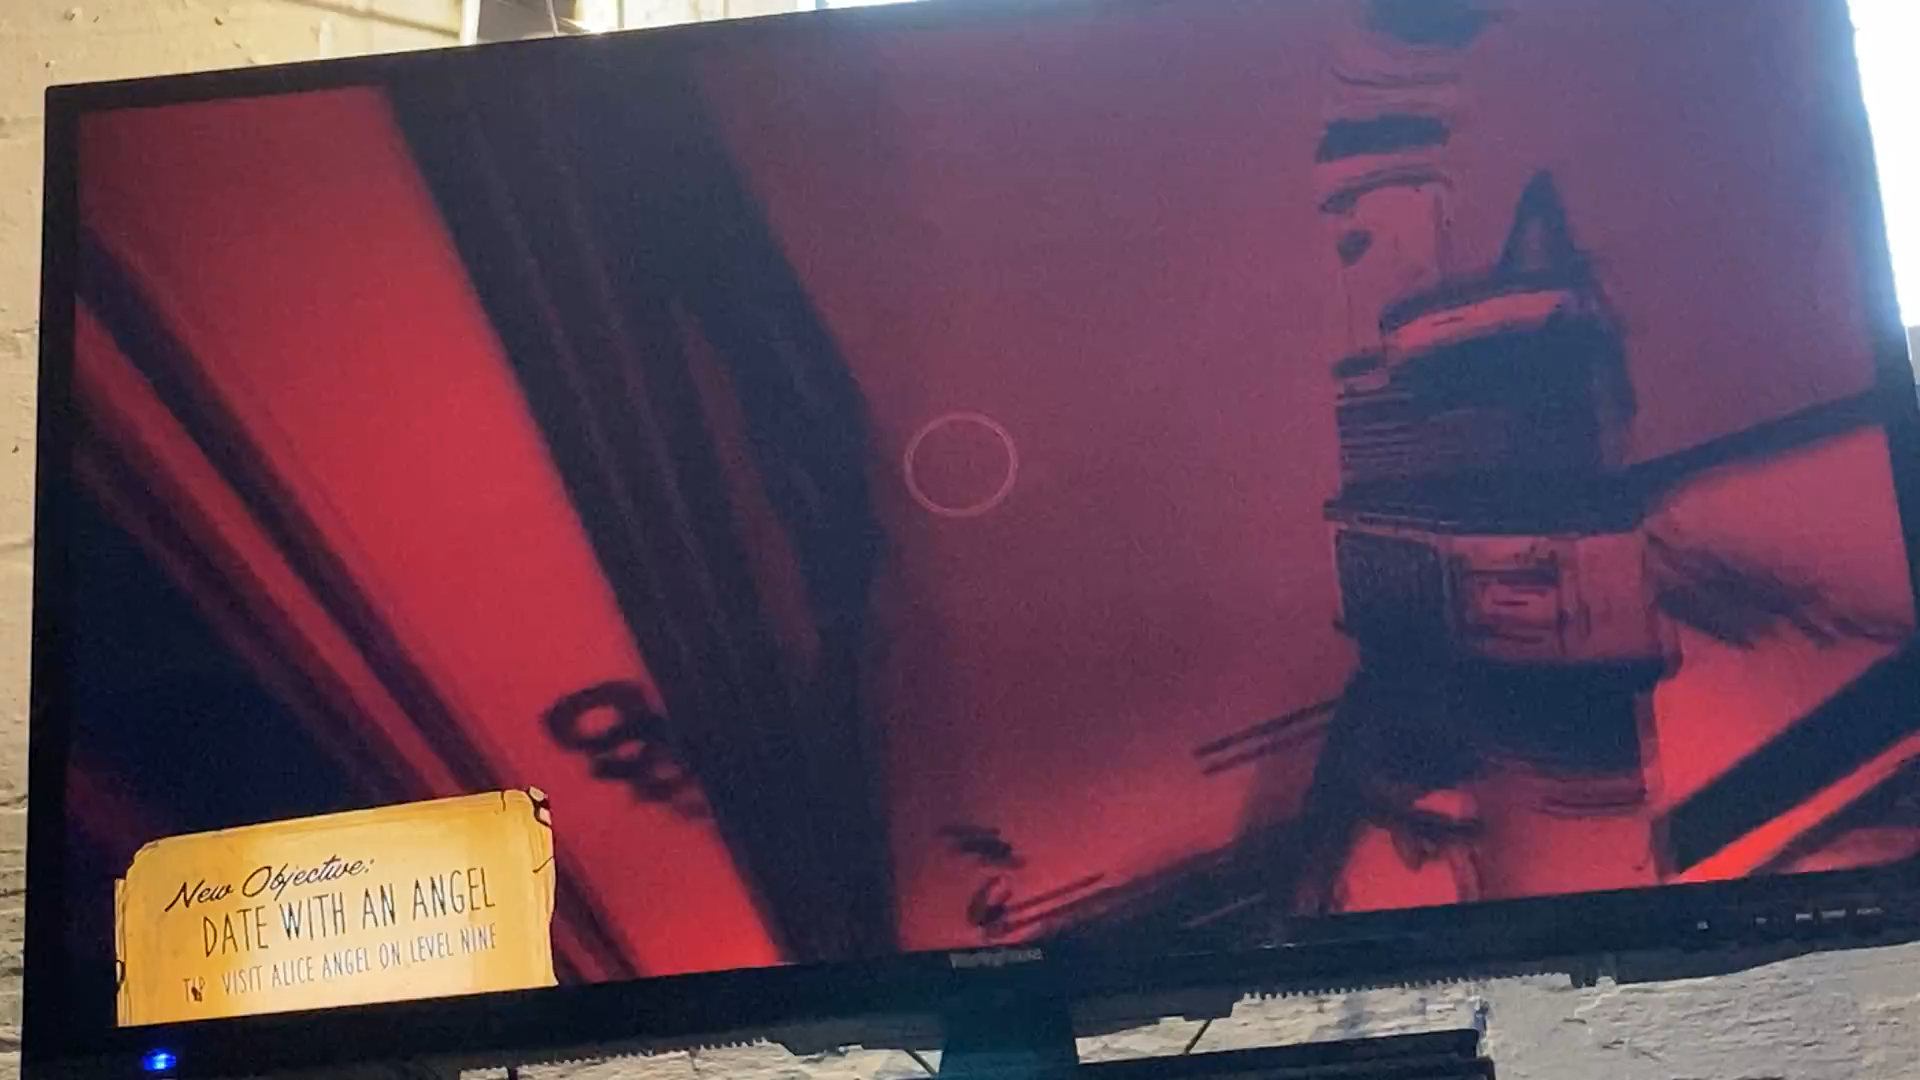 New Objective:
DATE WITH AN ANGEL
TIP VISIT ALICE ANGEL ON LEVEL NINE